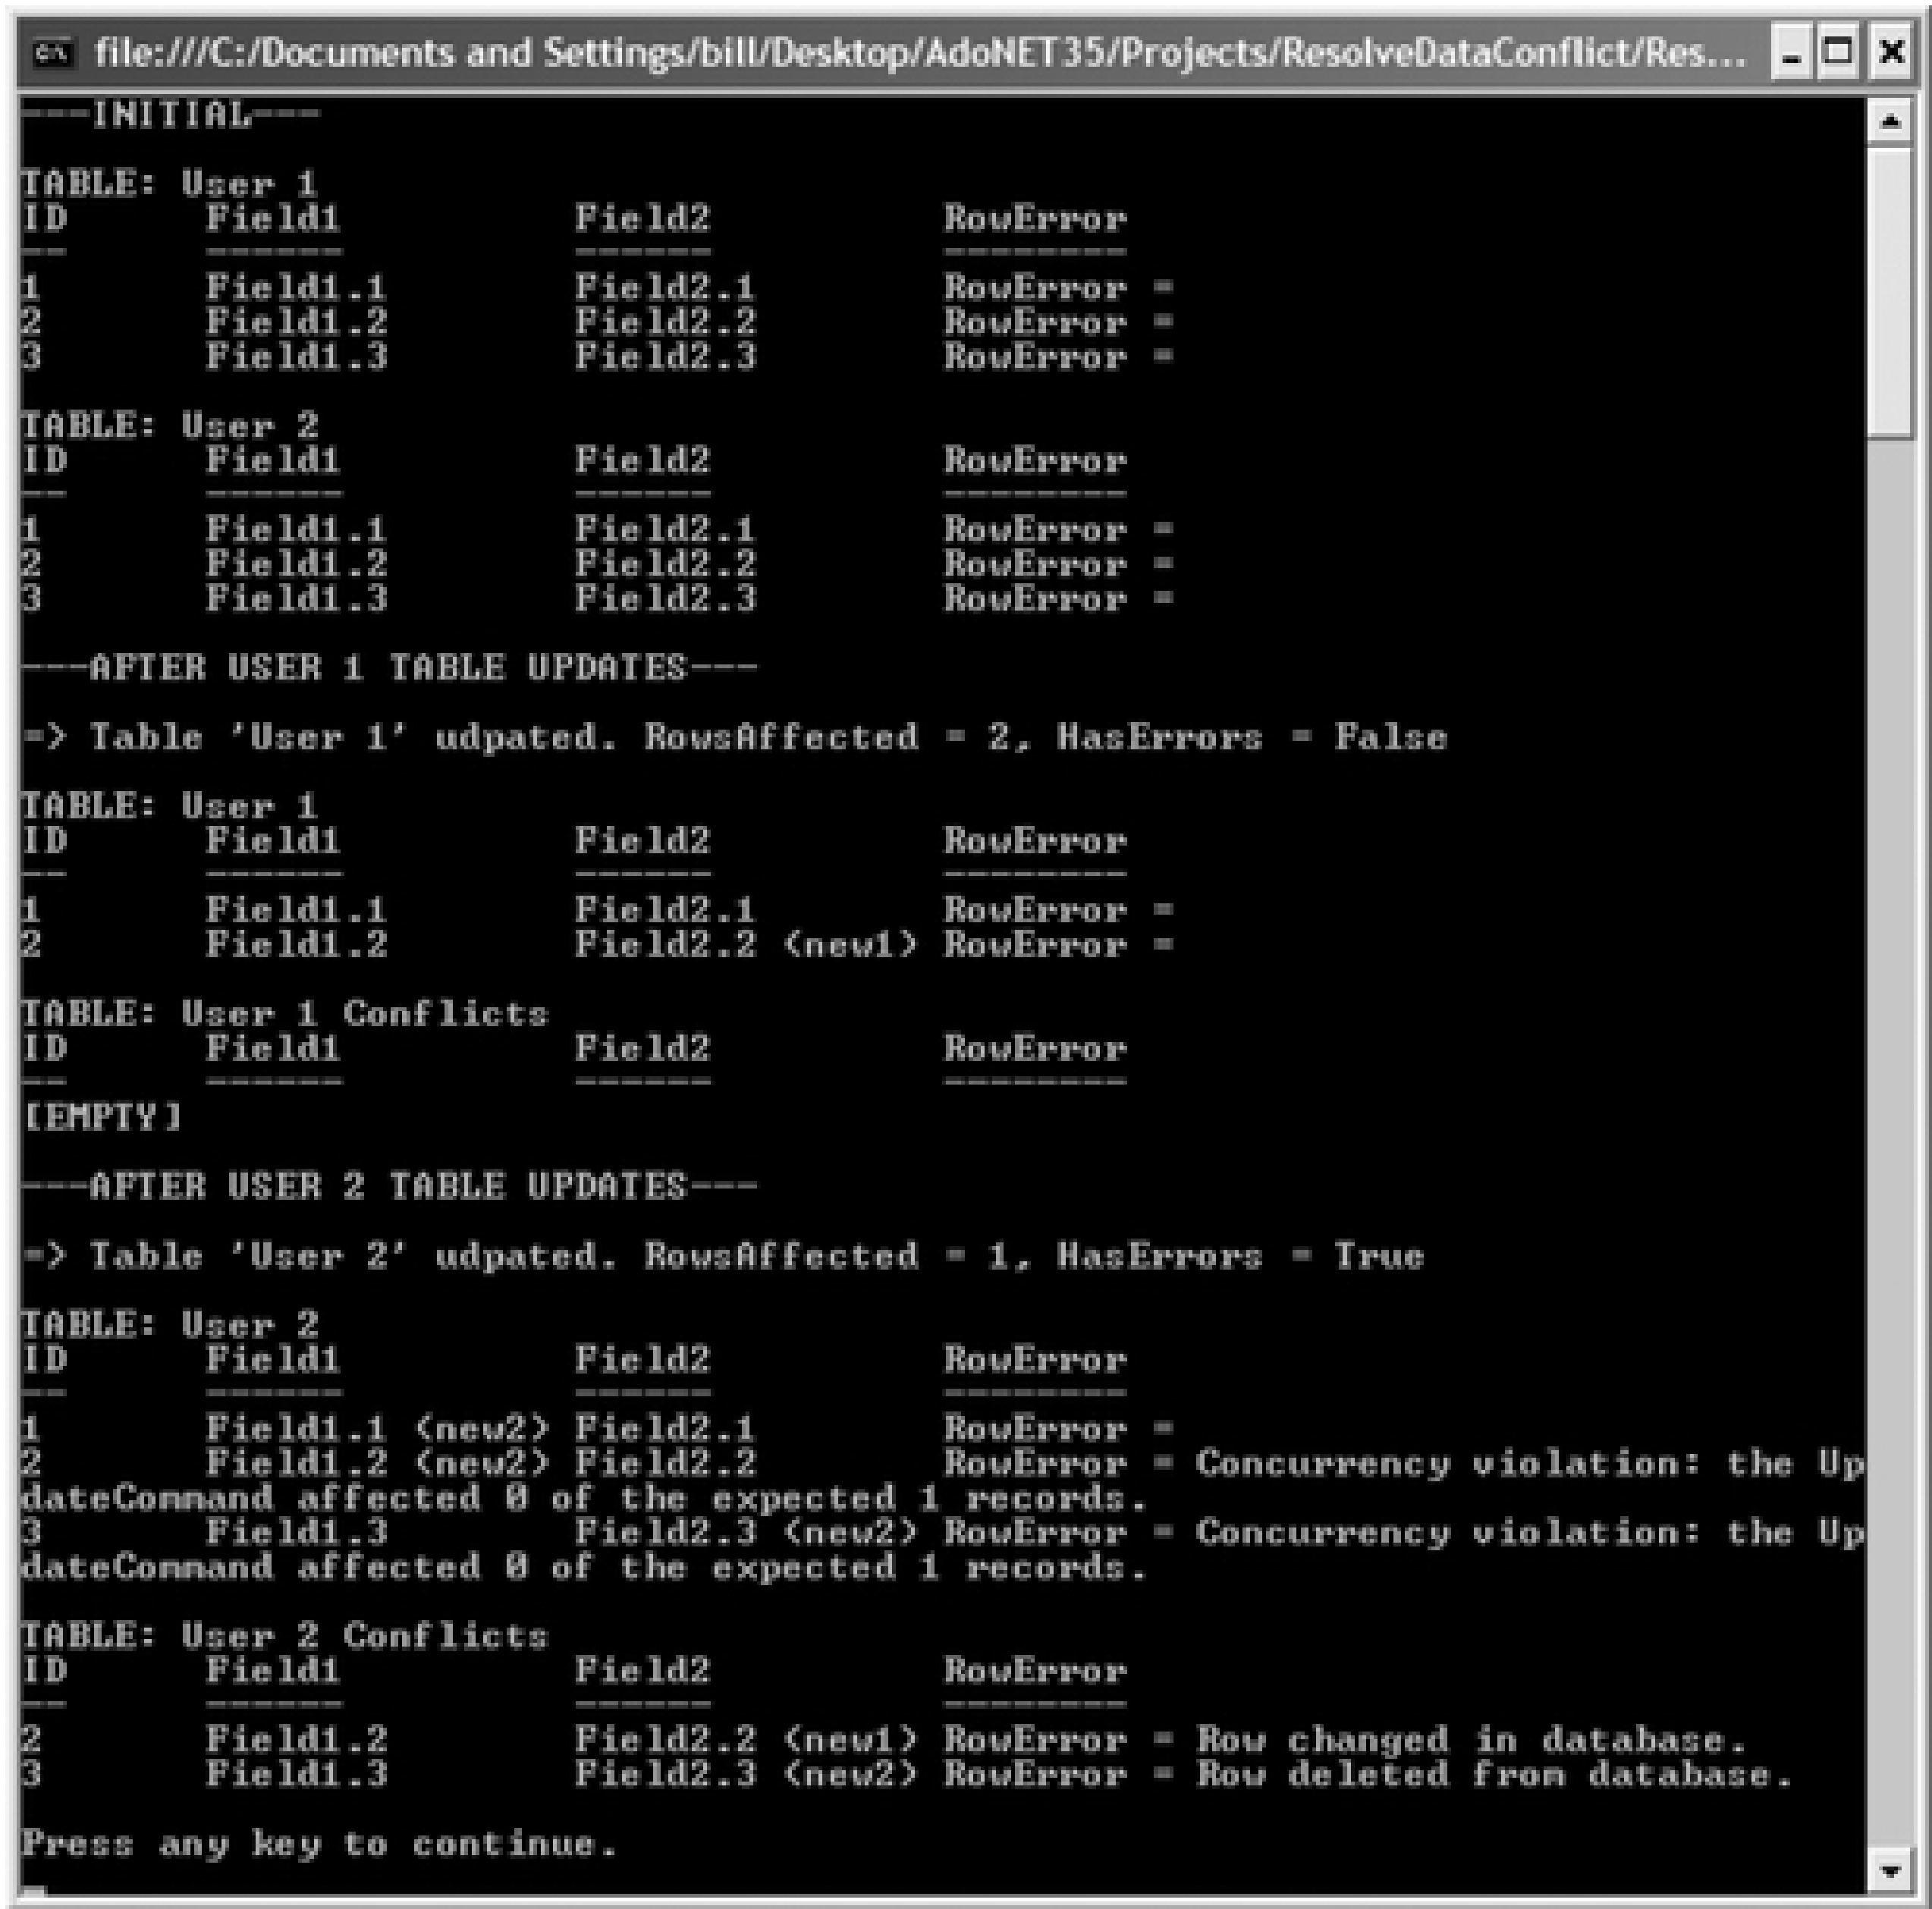 file:///C:/Documents and Settings/bill/Desktop/AdoNET35/Projects/ResolveDataConflict/Res...
---INITIAL---
TABLE: User 1
ID Field1 Field2 RowError
-- ------ ------ --------
1 Field1.1 Field2.1 RowError =
2 Field1.2 Field2.2 RowError =
3 Field1.3 Field2.3 RowError =
TABLE: User 2
ID Field1 Field2 RowError
-- ------ ------ --------
1 Field1.1 Field2.1 RowError =
2 Field1.2 Field2.2 RowError =
3 Field1.3 Field2.3 RowError =
---AFTER USER 1 TABLE UPDATES---
=> Table 'User 1' udpated. RowsAffected = 2, HasErrors = False
TABLE: User 1
ID Field1 Field2 RowError
-- ------ ------ --------
1 Field1.1 Field2.1 RowError =
2 Field1.2 Field2.2 (new1) RowError =
TABLE: User 1 Conflicts
ID Field1 Field2 RowError
-- ------ ------ --------
[EMPTY]
---AFTER USER 2 TABLE UPDATES---
=> Table 'User 2' udpated. RowsAffected = 1, HasErrors = True
TABLE: User 2
ID Field1 Field2 RowError
-- ------ ------ --------
1 Field1.1 (new2) Field2.1 RowError =
2 Field1.2 (new2) Field2.2 RowError = Concurrency violation: the Up
dateCommand affected 0 of the expected 1 records.
3 Field1.3 Field2.3 (new2) RowError = Concurrency violation: the Up
dateCommand affected 0 of the expected 1 records.
TABLE: User 2 Conflicts
ID Field1 Field2 RowError
-- ------ ------ --------
2 Field1.2 Field2.2 (new1) RowError = Row changed in database.
3 Field1.3 Field2.3 (new2) RowError = Row deleted from database.
Press any key to continue.